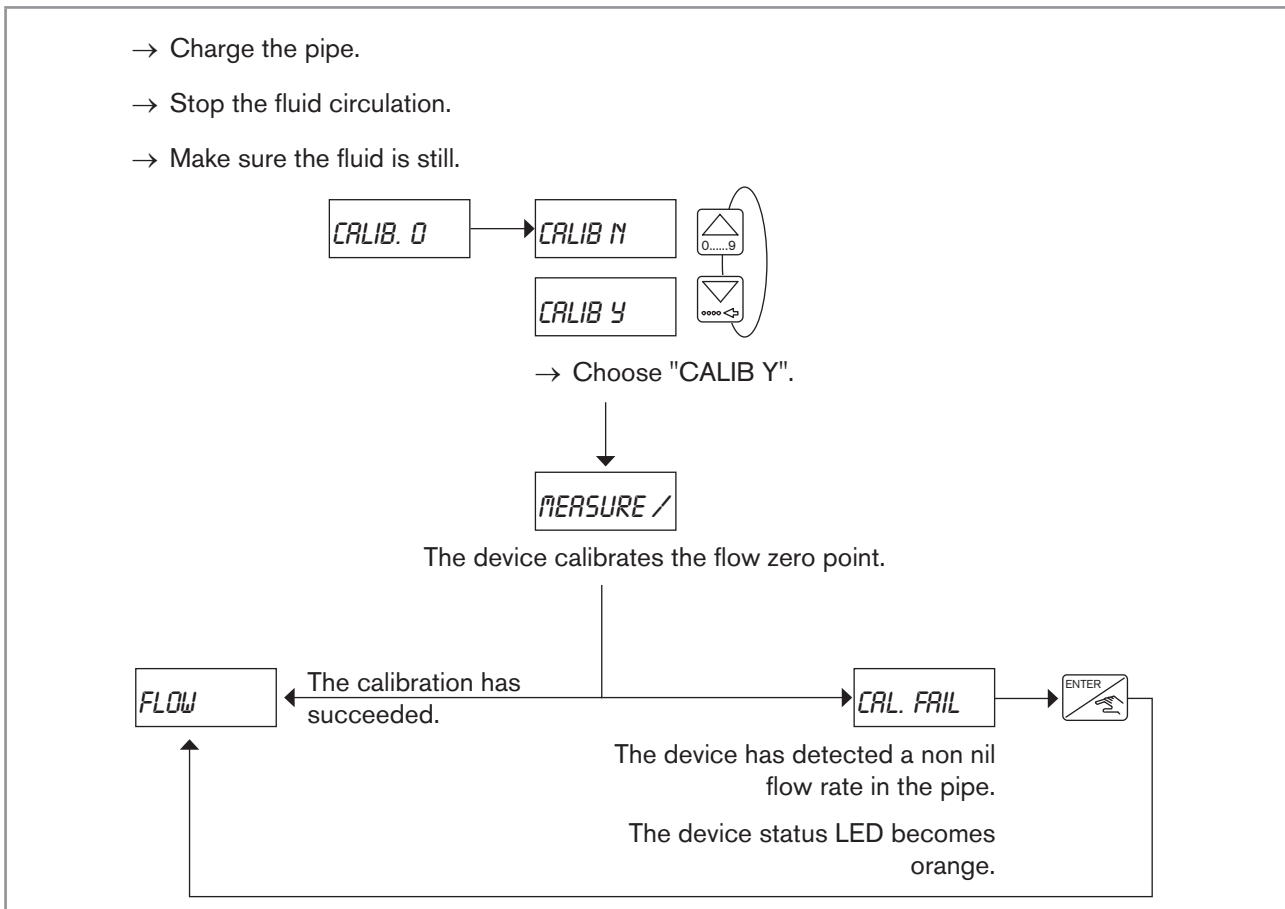 → Charge the pipe.
→ Stop the fluid circulation.
→ Make sure the fluid is still.
CALIB. 0
CALIB N
0......9
CALIB Y
→ Choose "CALIB Y".
MEASURE /
The device calibrates the flow zero point.
FLOW
The calibration has
succeeded.
CAL. FAIL
ENTER
The device has detected a non nil
flow rate in the pipe.
The device status LED becomes
orange.